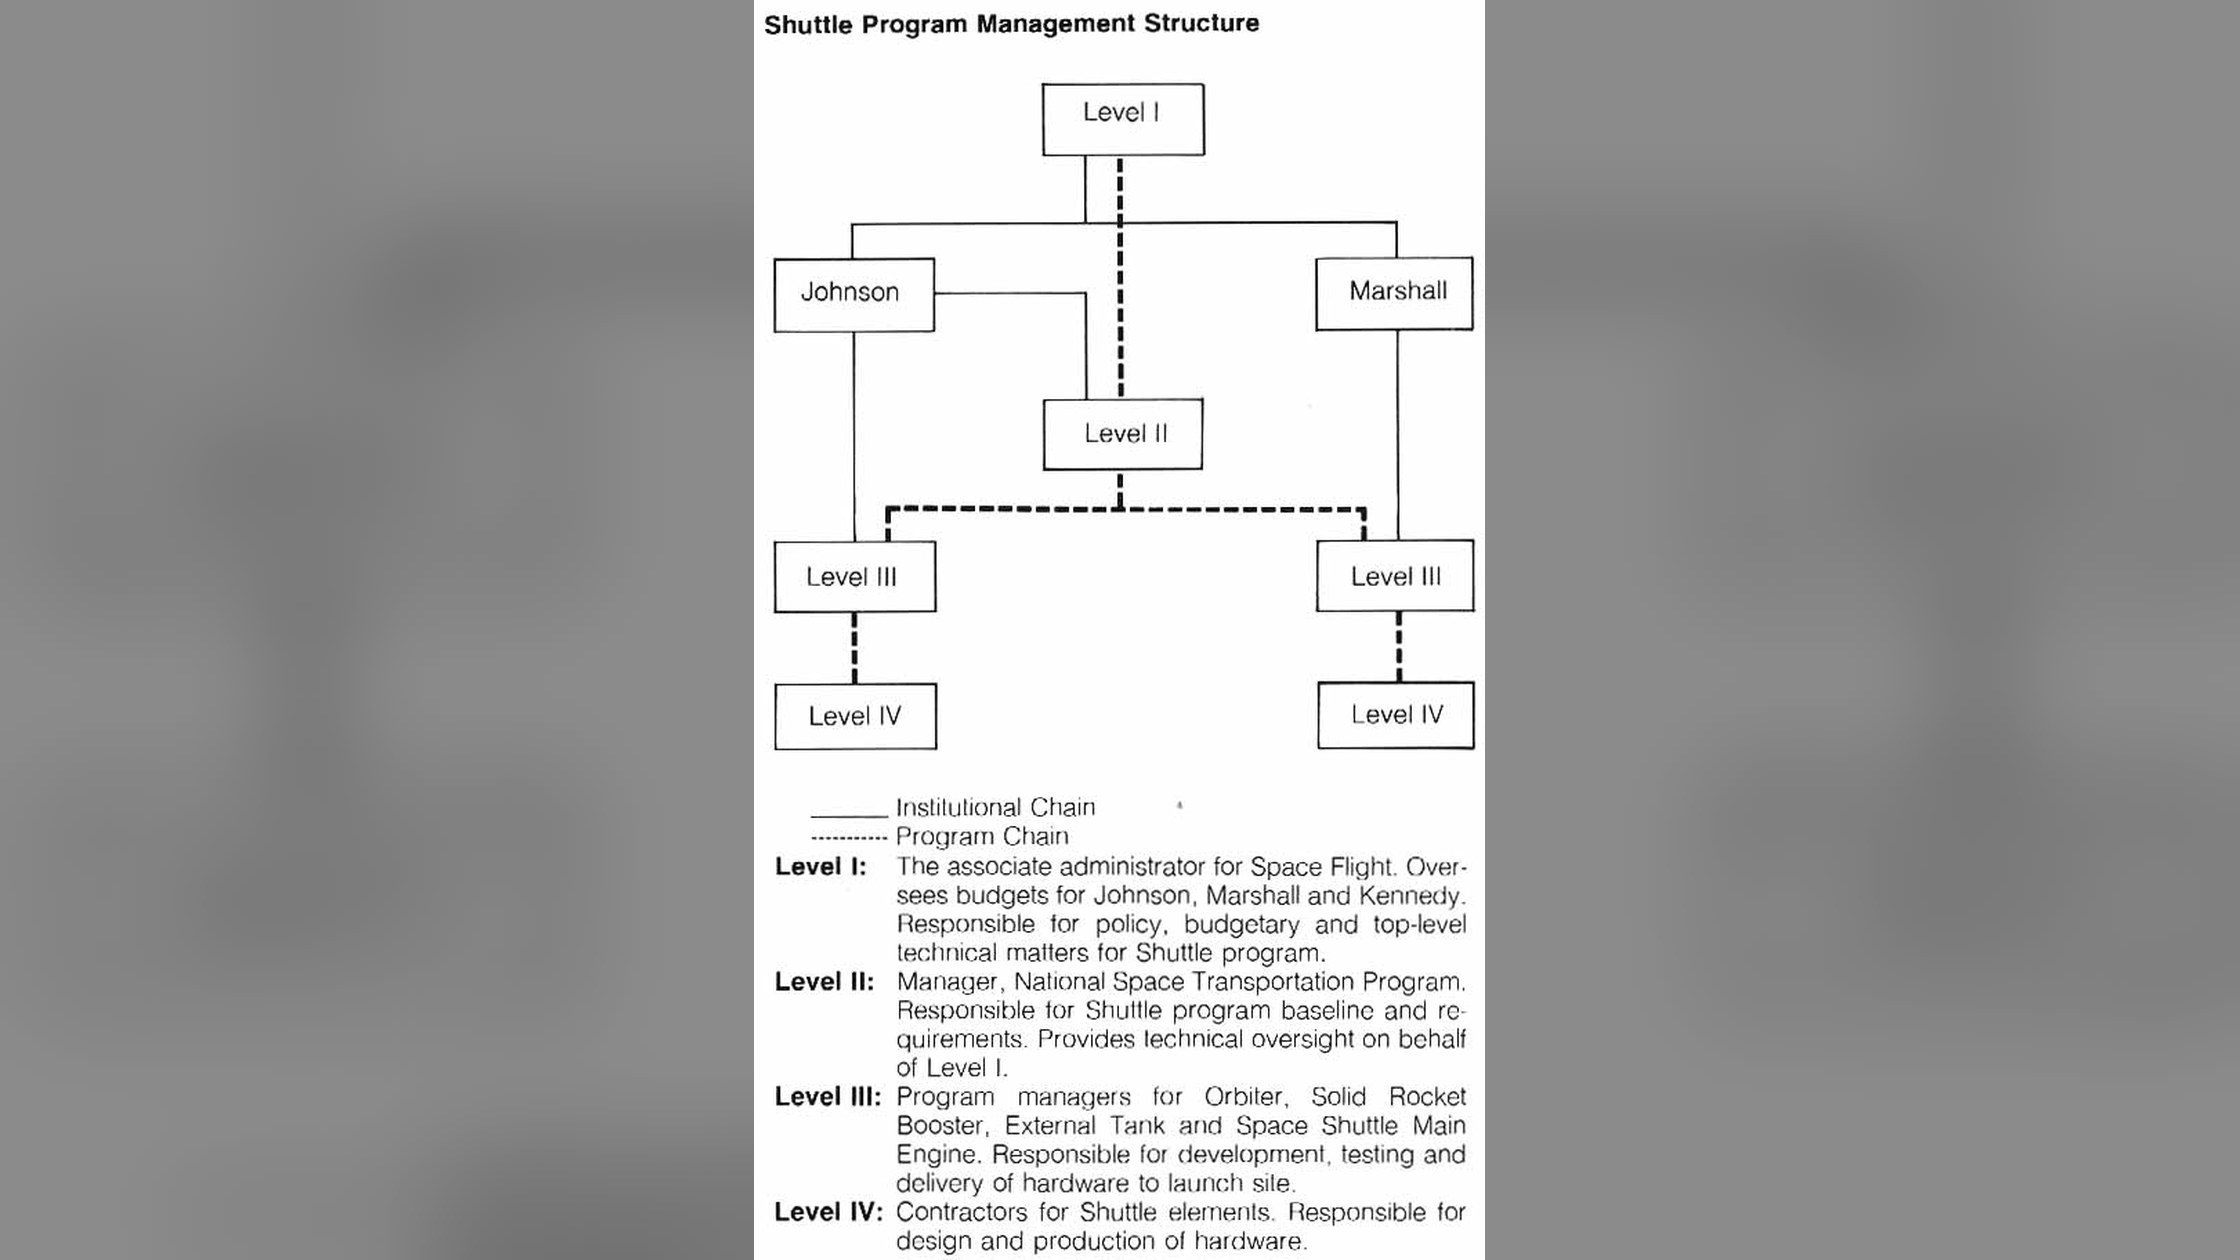 Shuttle Program Management Structure
Level I
Johnson
Marshall
Level II
Level III
Level III
Level IV
Level IV
Institutional Chain
Program Chain
Level I: The associate administrator for Space Flight. Over-
sees budgets for Johnson, Marshall and Kennedy.
Responsible for policy, budgetary and top-level
technical matters for Shuttle program.
Level II: Manager, National Space Transportation Program.
Responsible for Shuttle program baseline and re-
quirements. Provides technical oversight on behalf
of Level I.
Level III: Program managers for Orbiter, Solid Rocket
Booster, External Tank and Space Shuttle Main
Engine. Responsible for development, testing and
delivery of hardware to launch site.
Level IV: Contractors for Shuttle elements. Responsible for
design and production of hardware.